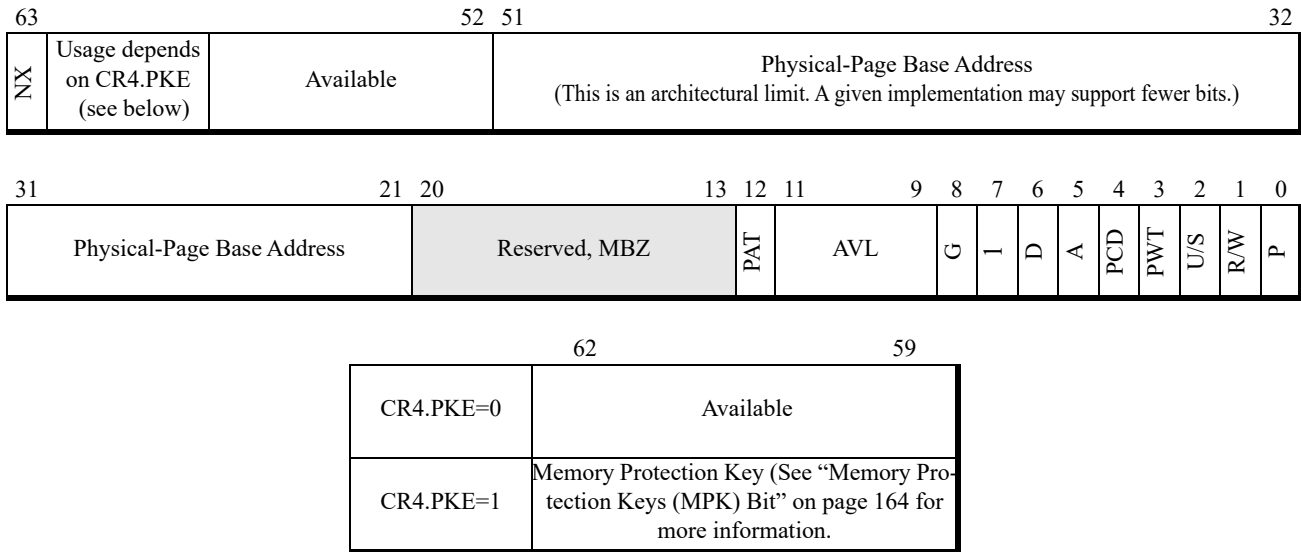 63 52 51 32
NX
Usage depends
on CR4.PKE
(see below)
Available
Physical-Page Base Address
(This is an architectural limit. A given implementation may support fewer bits.)
31 21 20 13 12 11 9 8 7 6 5 4 3 2 1 0
Physical-Page Base Address
Reserved, MBZ
PAT
AVL
G
1
D
A
PCD
PWT
U/S
R/W
P
62 59
CR4.PKE=0
Available
CR4.PKE=1
Memory Protection Key (See “Memory Pro-
tection Keys (MPK) Bit” on page 164 for
more information.